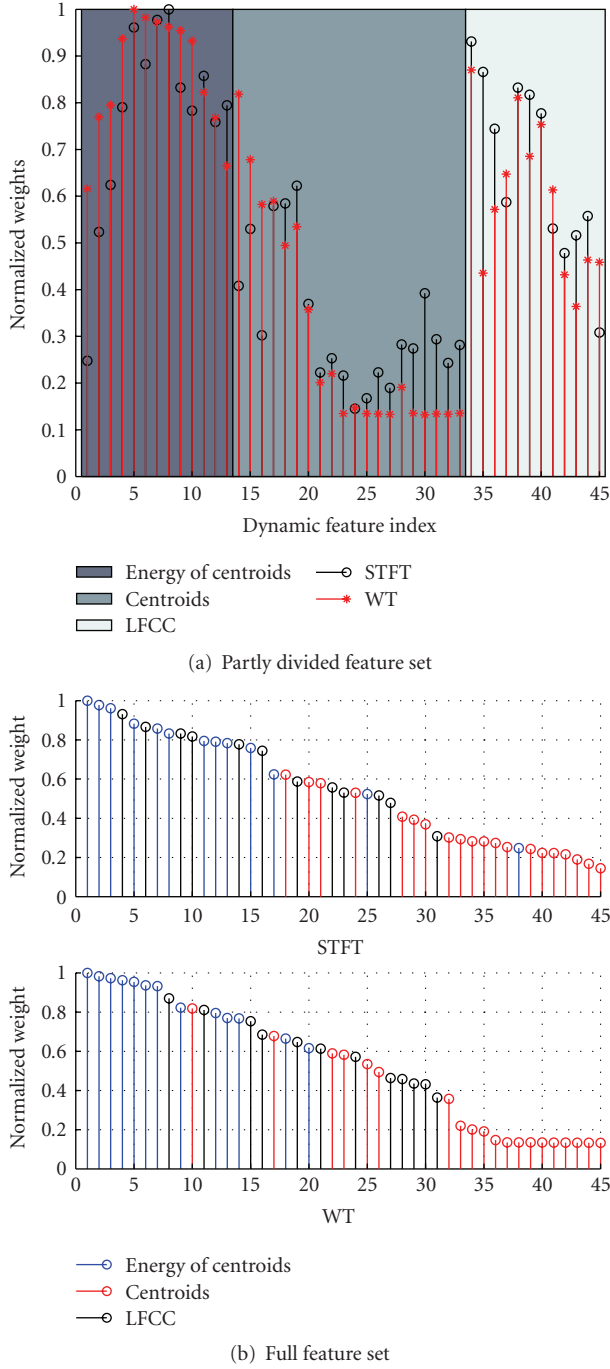 1
0.9
0.8
0.7
0.6
0.5
0.4
0.3
0.2
0.1
0
Normalized weights
0 5 10 15 20 25 30 35 40 45
Dynamic feature index
Energy of centroids
Centroids
LFCC
STFT
WT
(a) Partly divided feature set
1
0.8
0.6
0.4
0.2
0
Normalized weight
0 5 10 15 20 25 30 35 40 45
STFT
1
0.8
0.6
0.4
0.2
0
Normalized weight
0 5 10 15 20 25 30 35 40 45
WT
Energy of centroids
Centroids
LFCC
(b) Full feature set